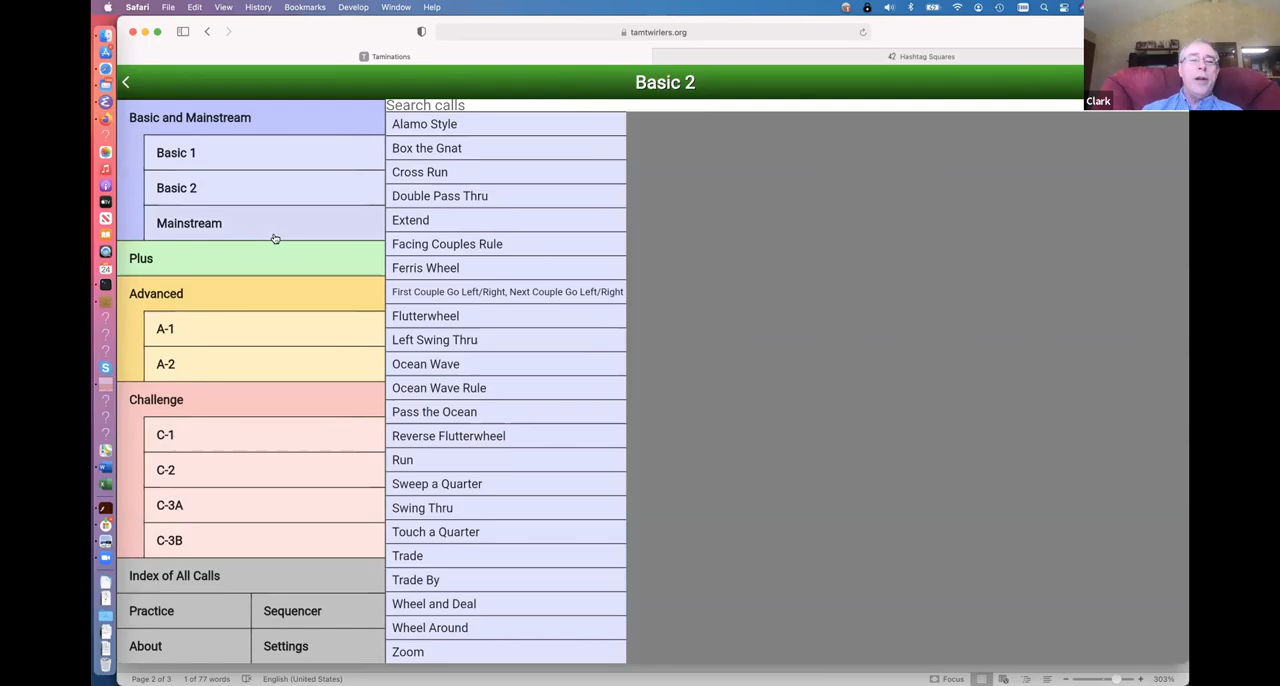 Safari File Edit View History Bookmarks Develop Window Help
tamtwirlers.org
T Taminations
42 Hashtag Squares
Basic 2
Clark
Basic and Mainstream
Basic 1
Basic 2
Mainstream
Plus
Advanced
A-1
A-2
Challenge
C-1
C-2
C-3A
C-3B
Index of All Calls
Practice
Sequencer
About
Settings
Search calls
Alamo Style
Box the Gnat
Cross Run
Double Pass Thru
Extend
Facing Couples Rule
Ferris Wheel
First Couple Go Left/Right, Next Couple Go Left/Right
Flutterwheel
Left Swing Thru
Ocean Wave
Ocean Wave Rule
Pass the Ocean
Reverse Flutterwheel
Run
Sweep a Quarter
Swing Thru
Touch a Quarter
Trade
Trade By
Wheel and Deal
Wheel Around
Zoom
24
S
Page 2 of 3 1 of 77 words English (United States) Focus 303%